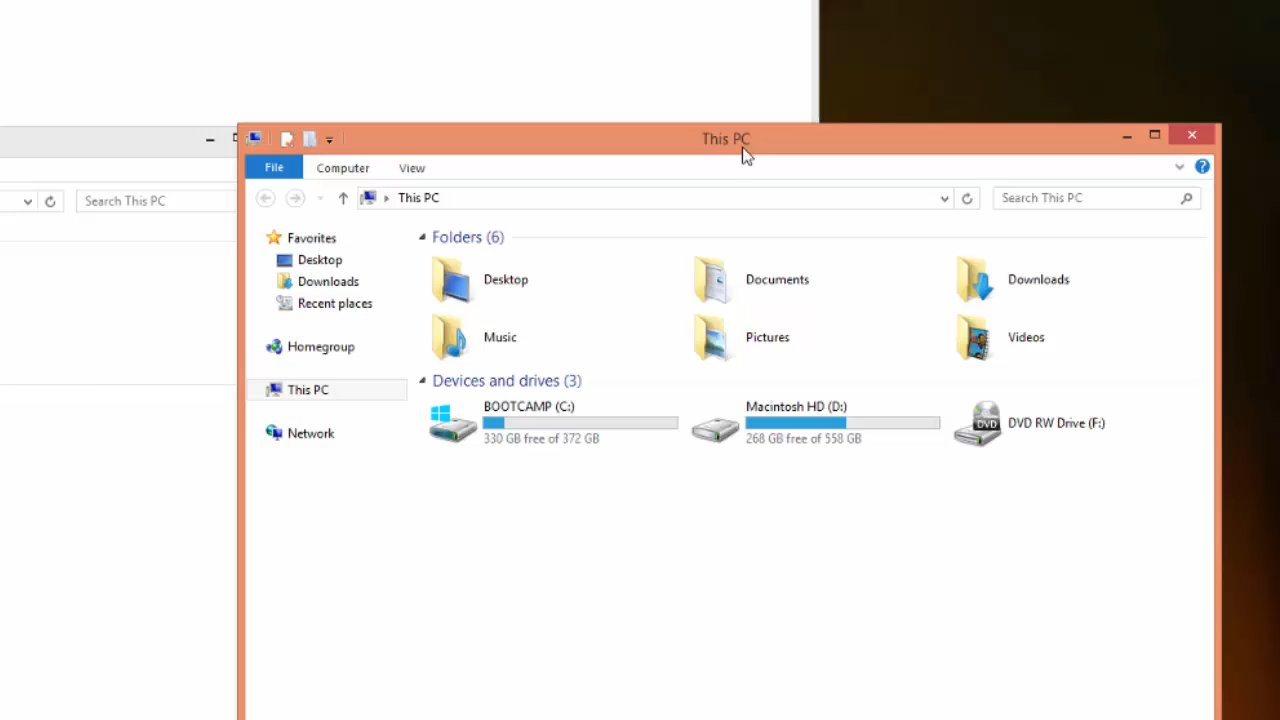 This PC
File Computer View
This PC
Search This PC
Search This PC
Favorites
Desktop
Downloads
Recent places
Homegroup
This PC
Network
Folders (6)
Desktop
Documents
Downloads
Music
Pictures
Videos
Devices and drives (3)
BOOTCAMP (C:)
330 GB free of 372 GB
Macintosh HD (D:)
268 GB free of 558 GB
DVD
DVD RW Drive (F:)